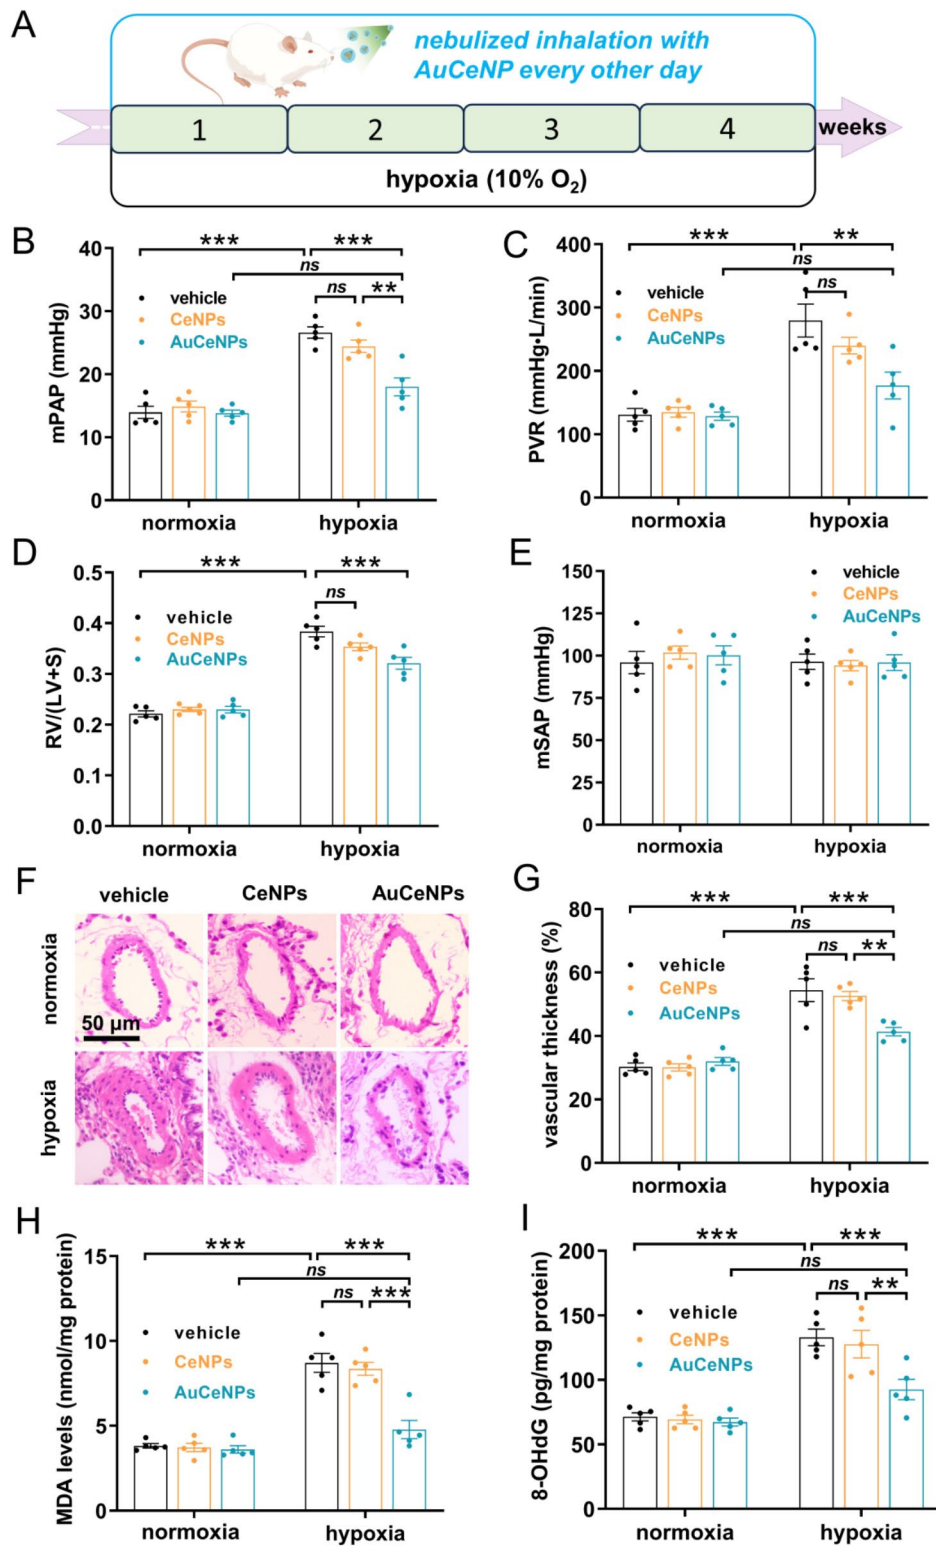 A
nebulized inhalation with
AuCeNP every other day
1 2 3 4 weeks
hypoxia (10% O₂)
B
mPAP (mmHg)
40
30
20
10
0
*** ***
ns
ns **
vehicle
CeNPs
AuCeNPs
normoxia hypoxia
C
PVR (mmHg•L/min)
400
300
200
100
0
*** **
ns
ns
vehicle
CeNPs
AuCeNPs
normoxia hypoxia
D
RV/(LV+S)
0.5
0.4
0.3
0.2
0.1
0.0
*** ***
ns
vehicle
CeNPs
AuCeNPs
normoxia hypoxia
E
mSAP (mmHg)
150
125
100
75
50
25
0
vehicle
CeNPs
AuCeNPs
normoxia hypoxia
F
vehicle CeNPs AuCeNPs
normoxia
50 μm
hypoxia
G
vascular thickness (%)
80
60
40
20
0
*** ***
ns
ns **
vehicle
CeNPs
AuCeNPs
normoxia hypoxia
H
MDA levels (nmol/mg protein)
15
10
5
0
*** ***
ns
ns ***
vehicle
CeNPs
AuCeNPs
normoxia hypoxia
I
8-OHdG (pg/mg protein)
200
150
100
50
0
*** ***
ns
ns **
vehicle
CeNPs
AuCeNPs
normoxia hypoxia